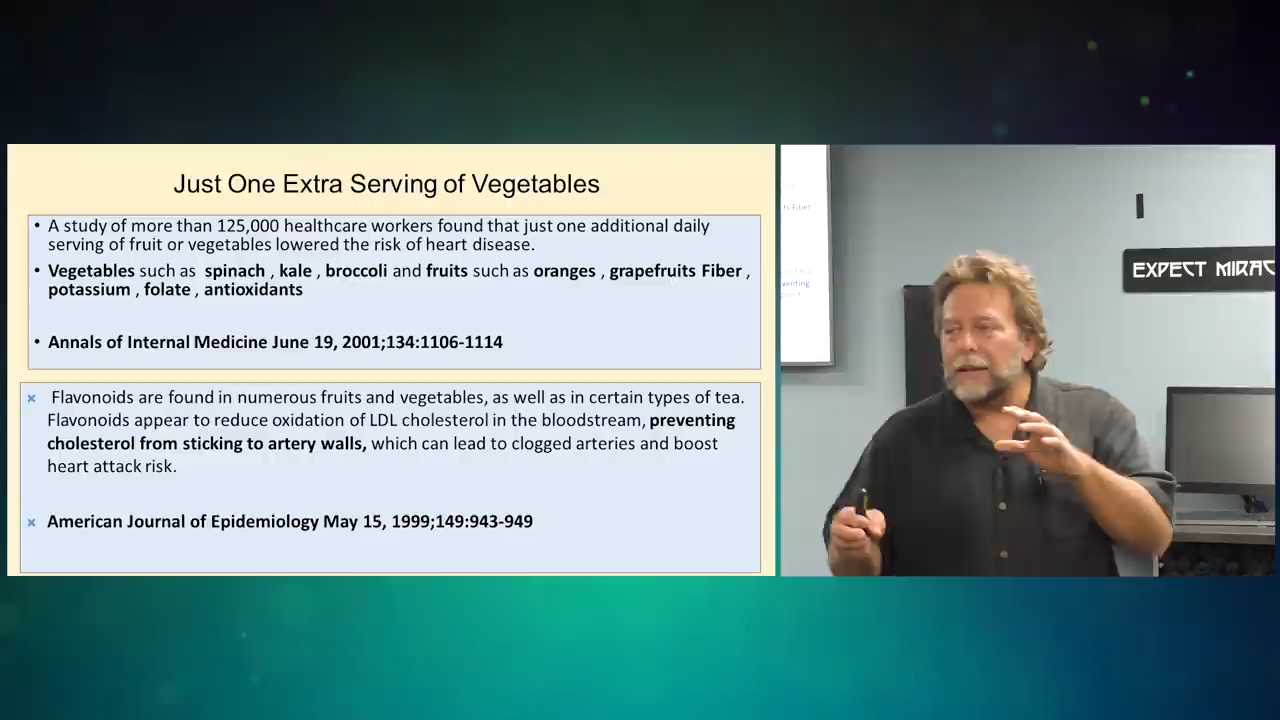 Just One Extra Serving of Vegetables
• A study of more than 125,000 healthcare workers found that just one additional daily
serving of fruit or vegetables lowered the risk of heart disease.
• Vegetables such as spinach , kale , broccoli and fruits such as oranges , grapefruits Fiber ,
potassium , folate , antioxidants
• Annals of Internal Medicine June 19, 2001;134:1106-1114
× Flavonoids are found in numerous fruits and vegetables, as well as in certain types of tea.
Flavonoids appear to reduce oxidation of LDL cholesterol in the bloodstream, preventing
cholesterol from sticking to artery walls, which can lead to clogged arteries and boost
heart attack risk.
× American Journal of Epidemiology May 15, 1999;149:943-949
ts Fiber
venting
EXPECT MIRAC